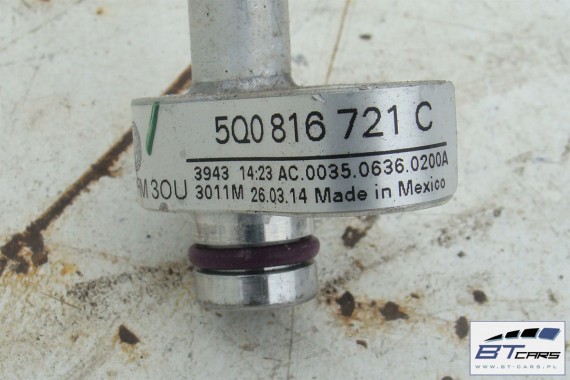 5Q0 816 721 C
3943 14:23 AC.0035.0636.0200A
M 30U 3011M 26.03.14 Made in Mexico
BTCARS
WWW.BT-CARS.PL